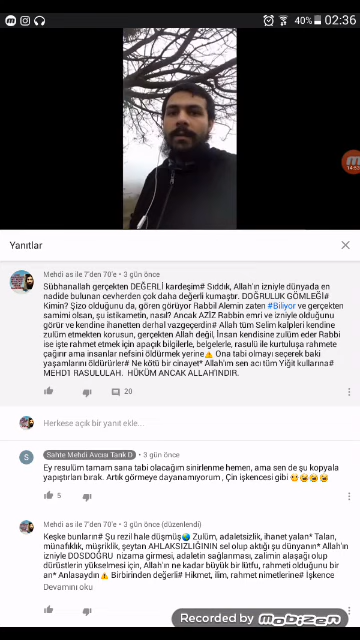 40% 02:36
14:53
Yanıtlar
Mehdi as ile 7'den 70'e • 3 gün önce
Sübhanallah gerçekten DEĞERLİ kardeşim# Sıddık, Allah'ın izniyle dünyada en
nadide bulunan cevherden çok daha değerli kumaştır. DOĞRULUK GÖMLEĞİ#
Kimin? Şizo olduğunu da, gören görüyor Rabbil Alemin zaten #Biliyor ve gerçekten
samimi olsan, şu istikametin, nasıl? Ancak AZİZ Rabbin emri ve izniyle olduğunu
görür ve kendine ihanetten derhal vazgeçerdin# Allah tüm Selim kalpleri kendine
zulüm etmekten korusun, gerçekten Allah değil, İnsan kendisine zulüm eder Rabbi
ise işte rahmet etmek için apaçık bilgilerle, belgelerle, rasulü ile kurtuluşa rahmete
çağırır ama insanlar nefsini öldürmek yerine⚠ Ona tabi olmayı seçerek baki
yaşamlarını öldürürler# Ne kötü bir cinayet* Allah'ım sen acı tüm Yiğit kullarına#
MEHD1 RASULULAH. HÜKÜM ANCAK ALLAH'INDIR.
20
Herkese açık bir yanıt ekle...
S
Sahte Mehdi Avcısı Tarık D • 3 gün önce
Ey resulüm tamam sana tabi olacağım sinirlenme hemen, ama sen de şu kopyala
yapıştırları bırak. Artık görmeye dayanamıyorum , Çin işkencesi gibi
5
Mehdi as ile 7'den 70'e • 3 gün önce (düzenlendi)
Keşke bunların# Şu rezil hale düşmüş🌏 Zulüm, adaletsizlik, ihanet yalan* Talan,
münafıklık, müşriklik, şeytan AHLAKSIZLIĞININ sel olup aktığı şu dünyanın* Allah'ın
izniyle DOSDOĞRU nizama girmesi, adaletin sağlanması, zalimin aşağılı olup
dürüstlerin yükselmesi için, Allah'ın ne kadar büyük bir lütfu, rahmeti olduğunu bir
an* Anlasaydın⚠ Birbirinden değerli# Hikmet, ilim, rahmet nimetlerine# İşkence
Devamını oku
Recorded by MOBIZEN